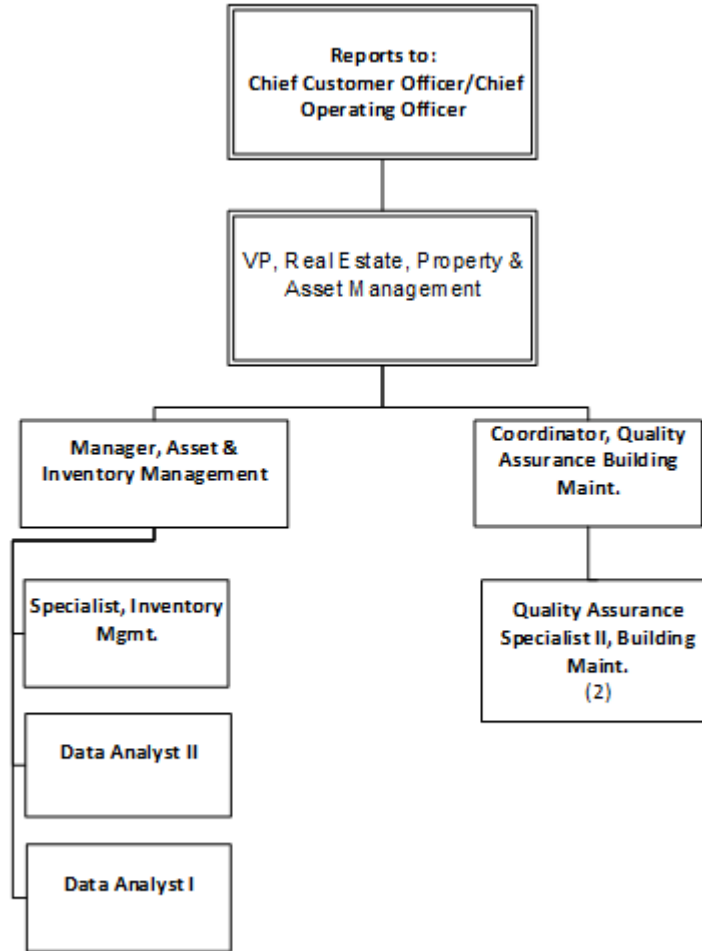 Reports to:
Chief Customer Officer/Chief
Operating Officer
VP, Real Estate, Property &
Asset Management
Manager, Asset &
Inventory Management
Coordinator, Quality
Assurance Building
Maint.
Specialist, Inventory
Mgmt.
Quality Assurance
Specialist II, Building
Maint.
(2)
Data Analyst II
Data Analyst I